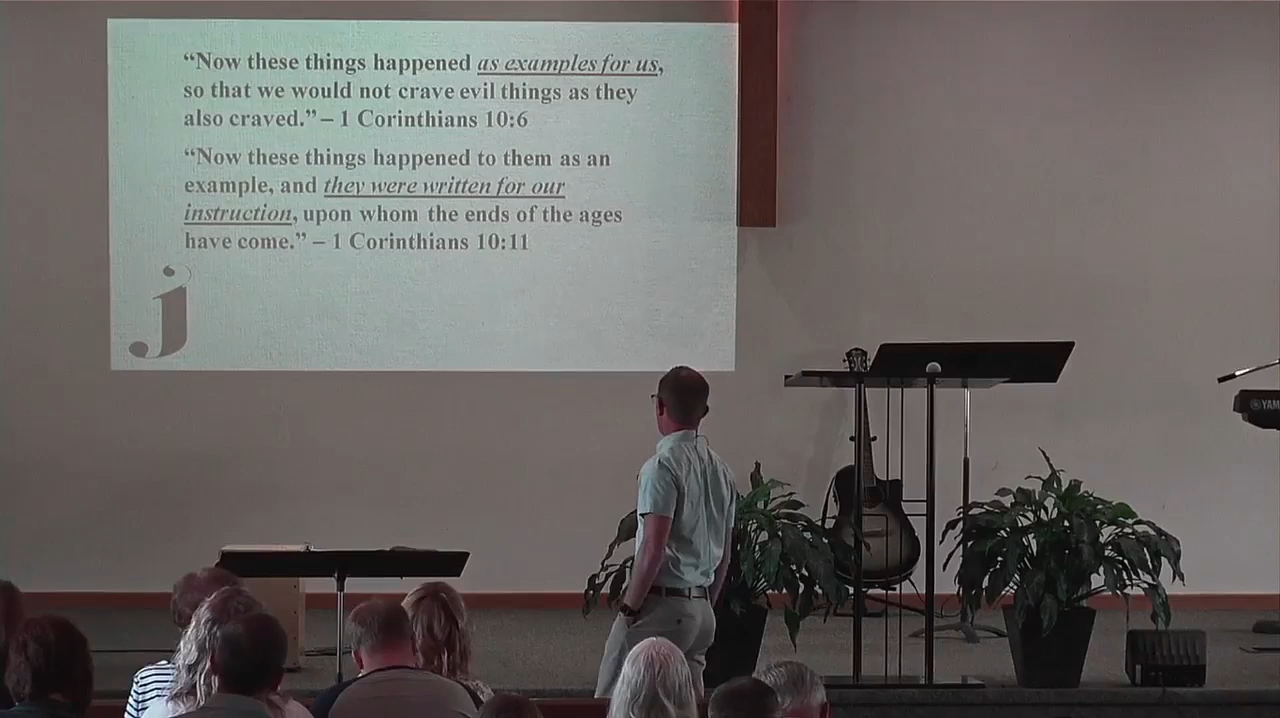 “Now these things happened as examples for us,
so that we would not crave evil things as they
also craved.” – 1 Corinthians 10:6
“Now these things happened to them as an
example, and they were written for our
instruction, upon whom the ends of the ages
have come.” – 1 Corinthians 10:11
j